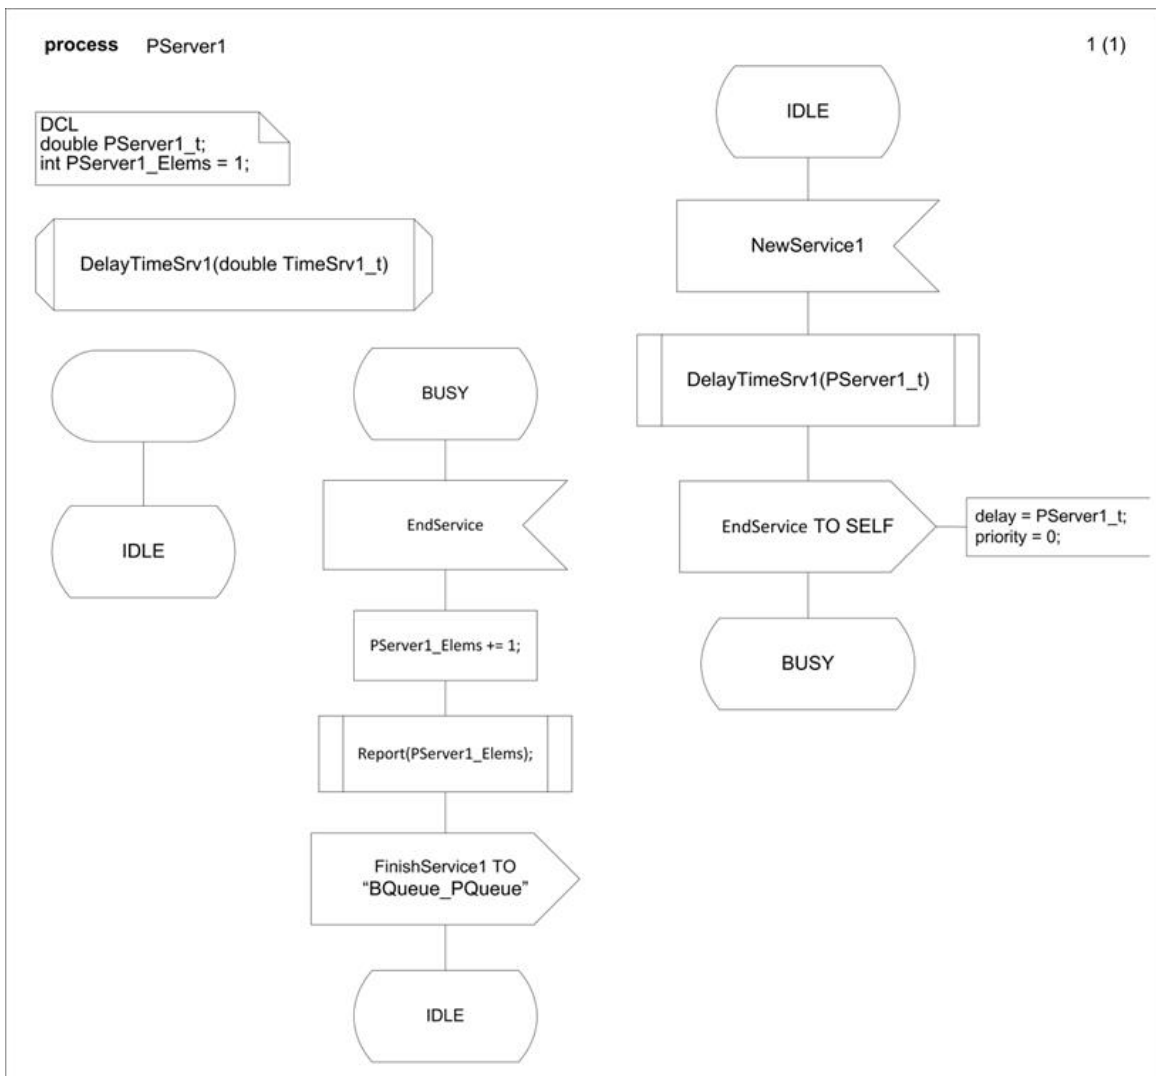 process PServer1
1 (1)
DCL
double PServer1_t;
int PServer1_Elems = 1;
DelayTimeSrv1(double TimeSrv1_t)
IDLE
BUSY
EndService
PServer1_Elems += 1;
Report(PServer1_Elems);
FinishService1 TO
“BQueue_PQueue”
IDLE
IDLE
NewService1
DelayTimeSrv1(PServer1_t)
EndService TO SELF
delay = PServer1_t;
priority = 0;
BUSY